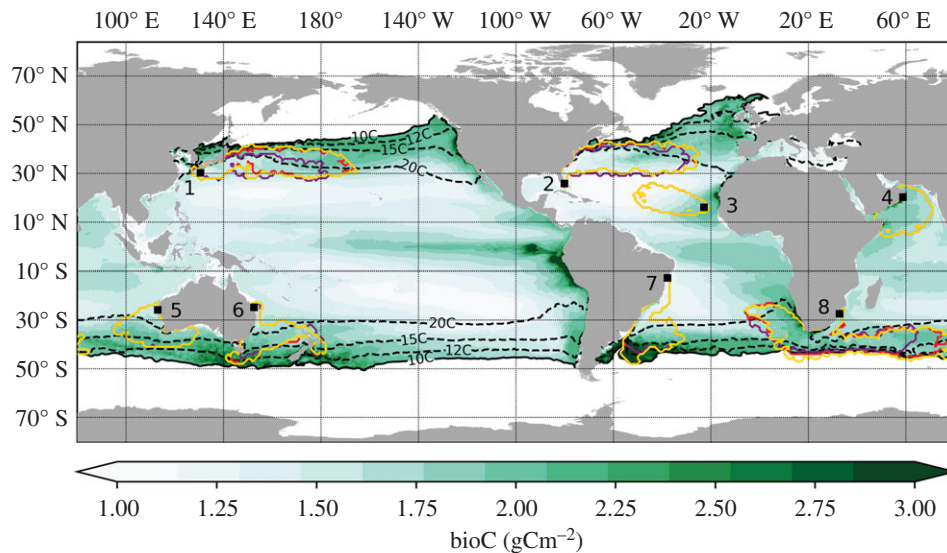 100° E 140° E 180° 140° W 100° W 60° W 20° W 20° E 60° E
70° N
50° N
30° N
10° N
10° S
30° S
50° S
70° S
10C 12C
15C
20C
1
2
3
4
5
6
7
8
20C
15C
12C
10C
1.00 1.25 1.50 1.75 2.00 2.25 2.50 2.75 3.00
bioC (gCm⁻²)